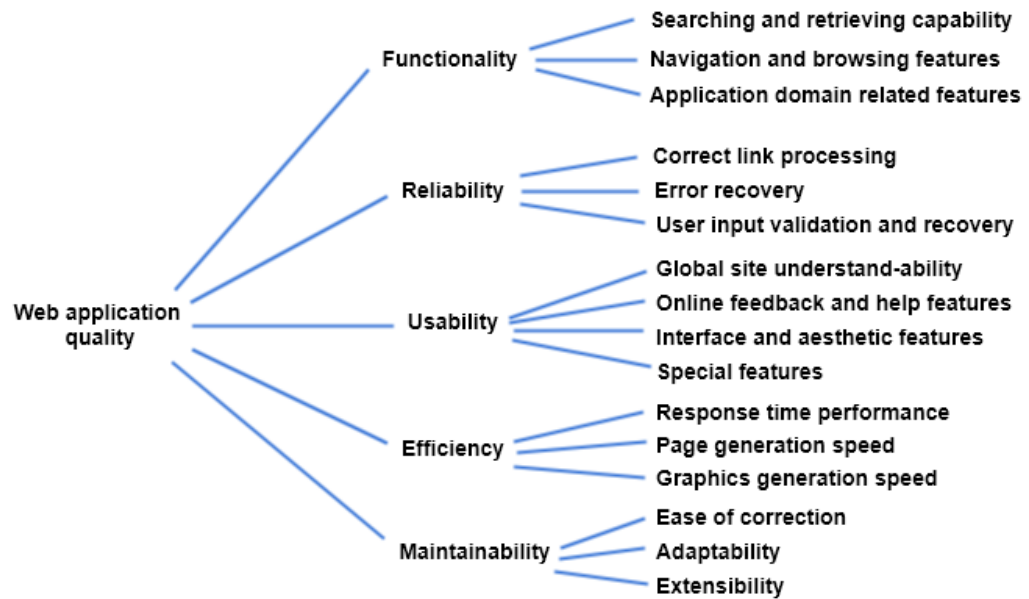 Web application
quality
Functionality
Searching and retrieving capability
Navigation and browsing features
Application domain related features
Reliability
Correct link processing
Error recovery
User input validation and recovery
Usability
Global site understand-ability
Online feedback and help features
Interface and aesthetic features
Special features
Efficiency
Response time performance
Page generation speed
Graphics generation speed
Maintainability
Ease of correction
Adaptability
Extensibility